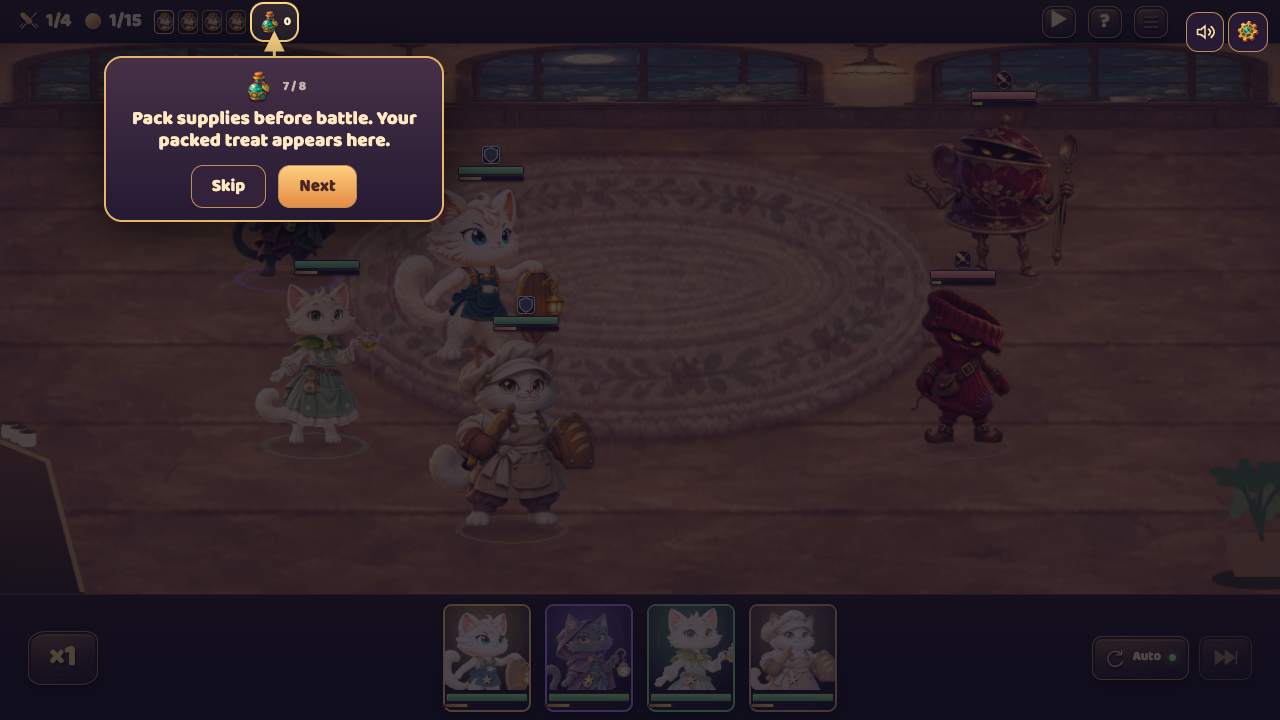 1/4
1/15
0
?
7/8
Pack supplies before battle. Your
packed treat appears here.
Skip
Next
×1
Auto